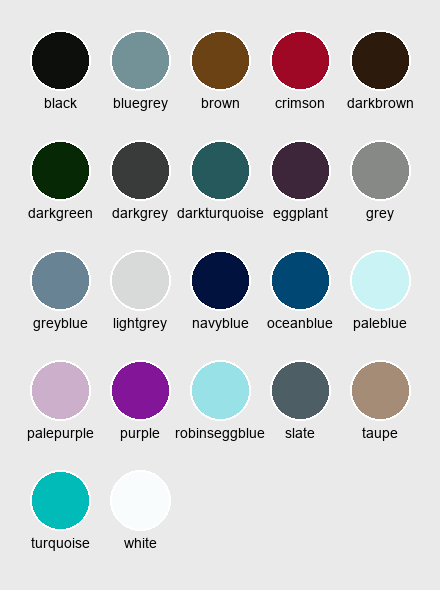 black bluegrey brown crimson darkbrown
darkgreen darkgrey darkturquoise eggplant grey
greyblue lightgrey navyblue oceanblue paleblue
palepurple purple robinseggblue slate taupe
turquoise white